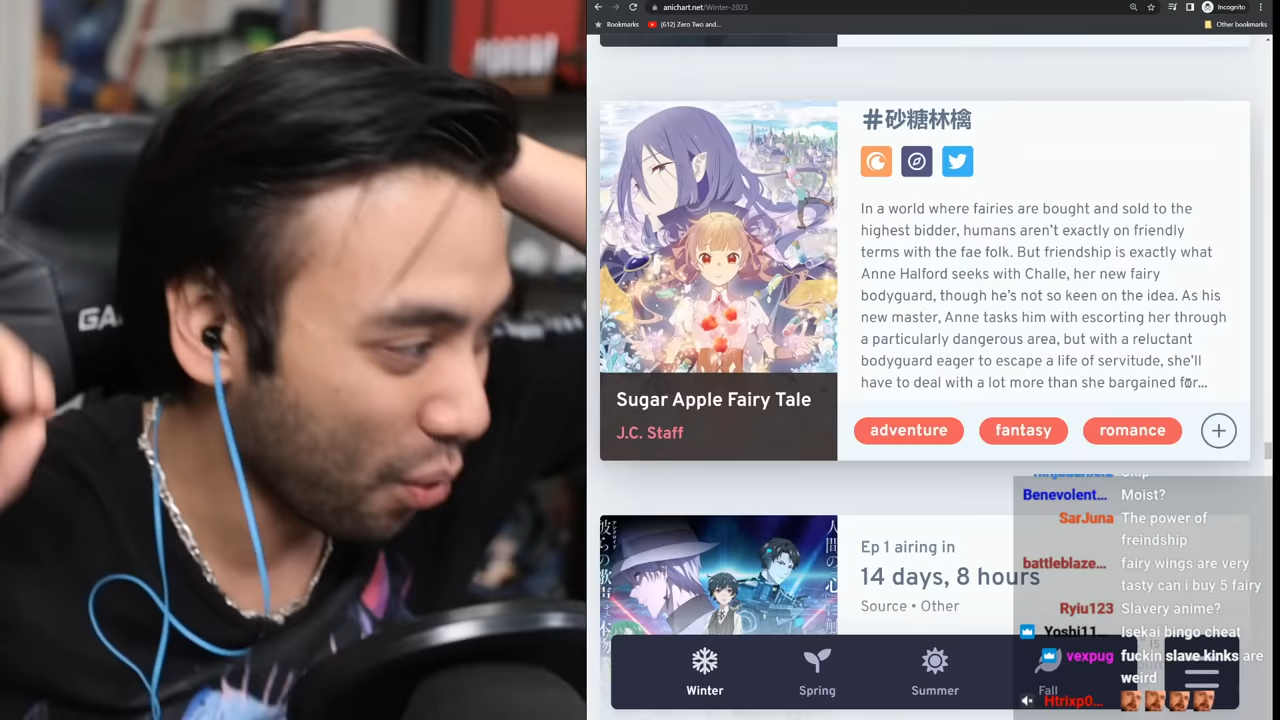 anichart.net/Winter-2023
Incognito
Bookmarks
(612) Zero Two and...
Other bookmarks
GA
#砂糖林檎
In a world where fairies are bought and sold to the
highest bidder, humans aren’t exactly on friendly
terms with the fae folk. But friendship is exactly what
Anne Halford seeks with Challe, her new fairy
bodyguard, though he’s not so keen on the idea. As his
new master, Anne tasks him with escorting her through
a particularly dangerous area, but with a reluctant
bodyguard eager to escape a life of servitude, she’ll
have to deal with a lot more than she bargained for...
Sugar Apple Fairy Tale
J.C. Staff
adventure
fantasy
romance
Benevolent... Moist?
SarJuna The power of
freindship
battleblaze... fairy wings are very
tasty can i buy 5 fairy
Ryiu123 Slavery anime?
Yoshi11... Isekai bingo cheat
vexpug fuckin slave kinks are
weird
Htrixp0...
Ep 1 airing in
14 days, 8 hours
Source • Other
Winter
Spring
Summer
Fall